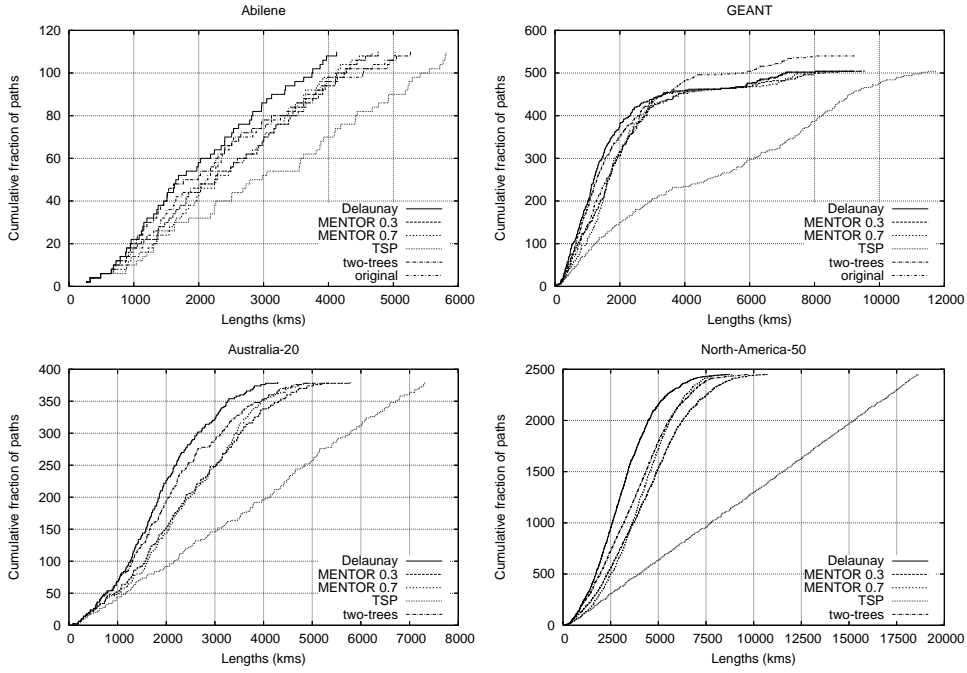 Abilene
Cumulative fraction of paths
120
100
80
60
40
20
0
0 1000 2000 3000 4000 5000 6000
Lengths (kms)
Delaunay
MENTOR 0.3
MENTOR 0.7
TSP
two-trees
original
GEANT
Cumulative fraction of paths
600
500
400
300
200
100
0
0 2000 4000 6000 8000 10000 12000
Lengths (kms)
Delaunay
MENTOR 0.3
MENTOR 0.7
TSP
two-trees
original
Australia-20
Cumulative fraction of paths
400
350
300
250
200
150
100
50
0
0 1000 2000 3000 4000 5000 6000 7000 8000
Lengths (kms)
Delaunay
MENTOR 0.3
MENTOR 0.7
TSP
two-trees
North-America-50
Cumulative fraction of paths
2500
2000
1500
1000
500
0
0 2500 5000 7500 10000 12500 15000 17500 20000
Lengths (kms)
Delaunay
MENTOR 0.3
MENTOR 0.7
TSP
two-trees